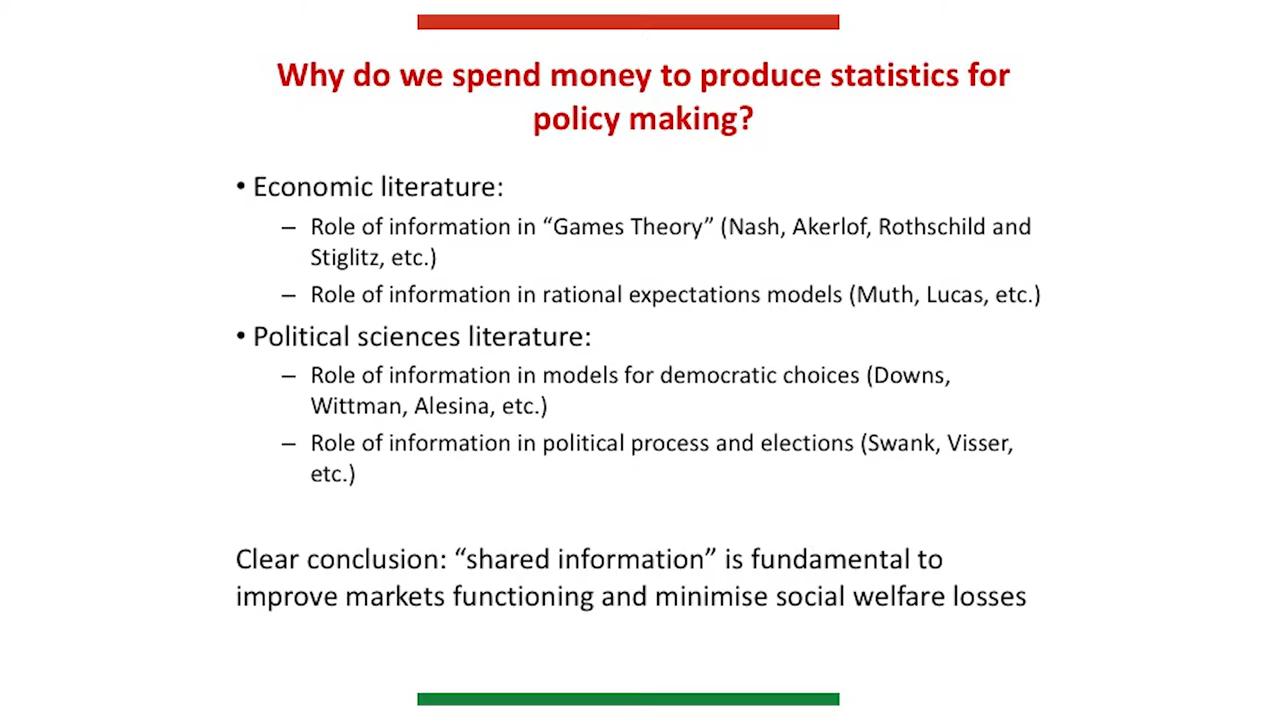 Why do we spend money to produce statistics for
policy making?
• Economic literature:
– Role of information in “Games Theory” (Nash, Akerlof, Rothschild and
Stiglitz, etc.)
– Role of information in rational expectations models (Muth, Lucas, etc.)
• Political sciences literature:
– Role of information in models for democratic choices (Downs,
Wittman, Alesina, etc.)
– Role of information in political process and elections (Swank, Visser,
etc.)
Clear conclusion: “shared information” is fundamental to
improve markets functioning and minimise social welfare losses